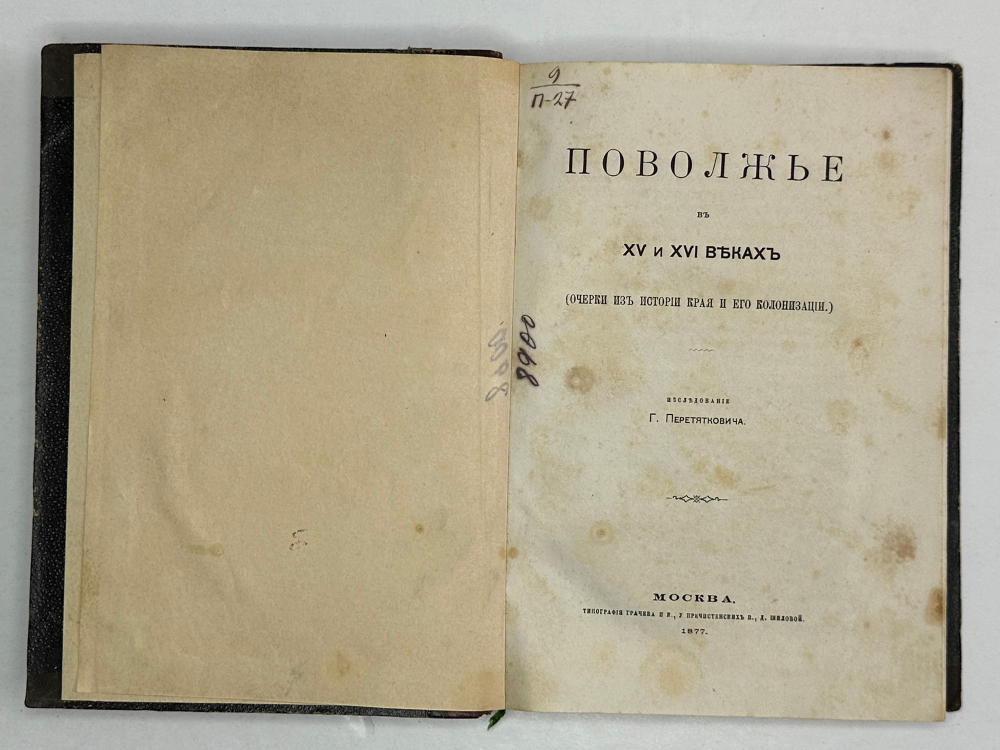 9
П-27
ПОВОЛЖЬЕ
ВЪ
XV и XVI ВѢКАХЪ
(ОЧЕРКИ ИЗЪ ИСТОРІИ КРАЯ И ЕГО КОЛОНИЗАЦІИ.)
8900
ИЗСЛѢДОВАНІЕ
Г. Перетятковича.
МОСКВА.
ТИПОГРАФІЯ ГРАЧЕВА И К., У ПРЕЧИСТЕНСКИХЪ В., Д. ШИЛОВОЙ.
1877.